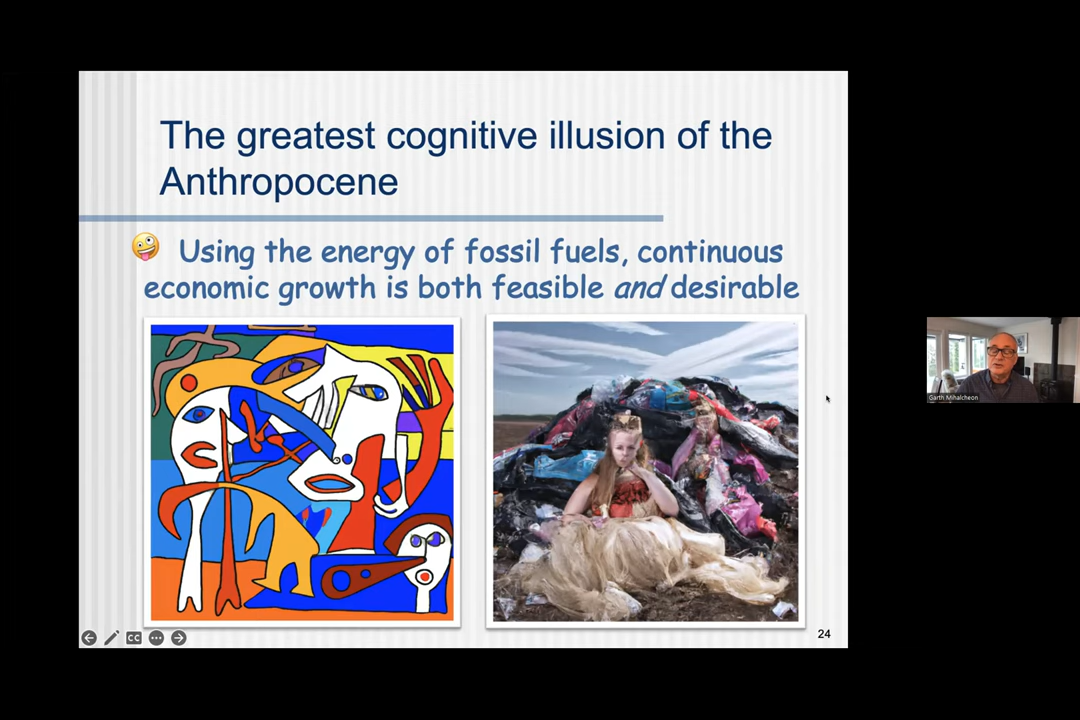 The greatest cognitive illusion of the
Anthropocene
🤪 Using the energy of fossil fuels, continuous
economic growth is both feasible and desirable
CC
24
Garth Mihalcheon